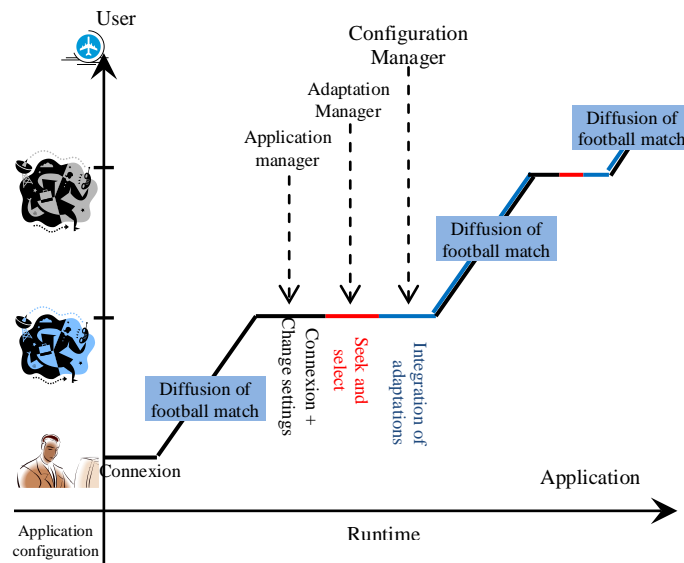 User
Configuration
Manager
Adaptation
Manager
Application
manager
Diffusion of
football match
Diffusion of
football match
Connexion +
Change settings
Seek and
select
Integration of
adaptations
Diffusion of
football match
Connexion
Application
Application
configuration
Runtime